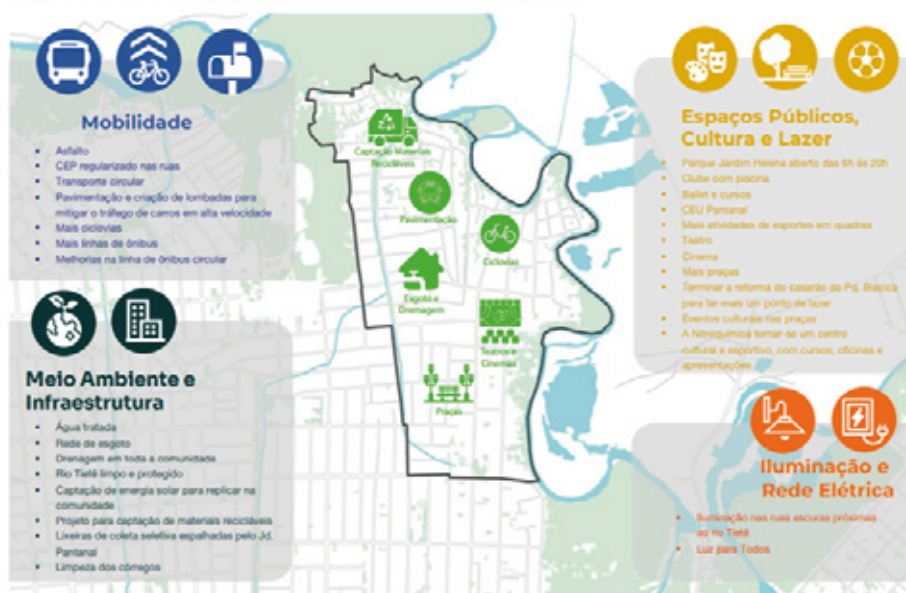 Mobilidade
Asfalto
CEP regularizado nas ruas
Transporte circular
Pavimentação e criação de lombadas para
mitigar o tráfego de carros em alta velocidade
Mais ciclovias
Mais linhas de ônibus
Melhorias na linha de ônibus circular
Meio Ambiente e
Infraestrutura
Água tratada
Rede de esgoto
Drenagem em toda a comunidade
Rio Tietê limpo e protegido
Captação de energia solar para replicar na
comunidade
Projeto para captação de materiais recicláveis
Lixeiras de coleta seletiva espalhadas pelo Jd.
Pantanal
Limpeza dos córregos
Captação Materiais
Recicláveis
Pavimentação
Ciclovias
Esgoto e
Drenagem
Teatros e
Cinemas
Praças
Espaços Públicos,
Cultura e Lazer
Parque Jardim Helena aberto das 6h às 20h
Clube com piscina
Ballet e cursos
CEU Pantanal
Mais atividades de esportes em quadras
Teatro
Cinema
Mais praças
Terminar a reforma do casarão do Pq. Biacica
para ter mais um ponto de lazer
Eventos culturais nas praças
A Nitroquímica tornar-se um centro
cultural e esportivo, com cursos, oficinas e
apresentações
Iluminação e
Rede Elétrica
Iluminação nas ruas escuras próximas
ao rio Tietê
Luz para Todos